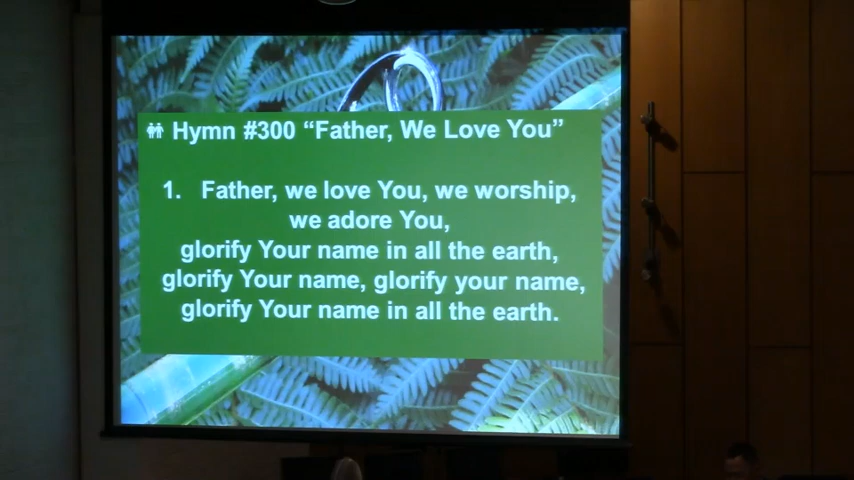 Hymn #300 “Father, We Love You”
1. Father, we love You, we worship,
we adore You,
glorify Your name in all the earth,
glorify Your name, glorify your name,
glorify Your name in all the earth.